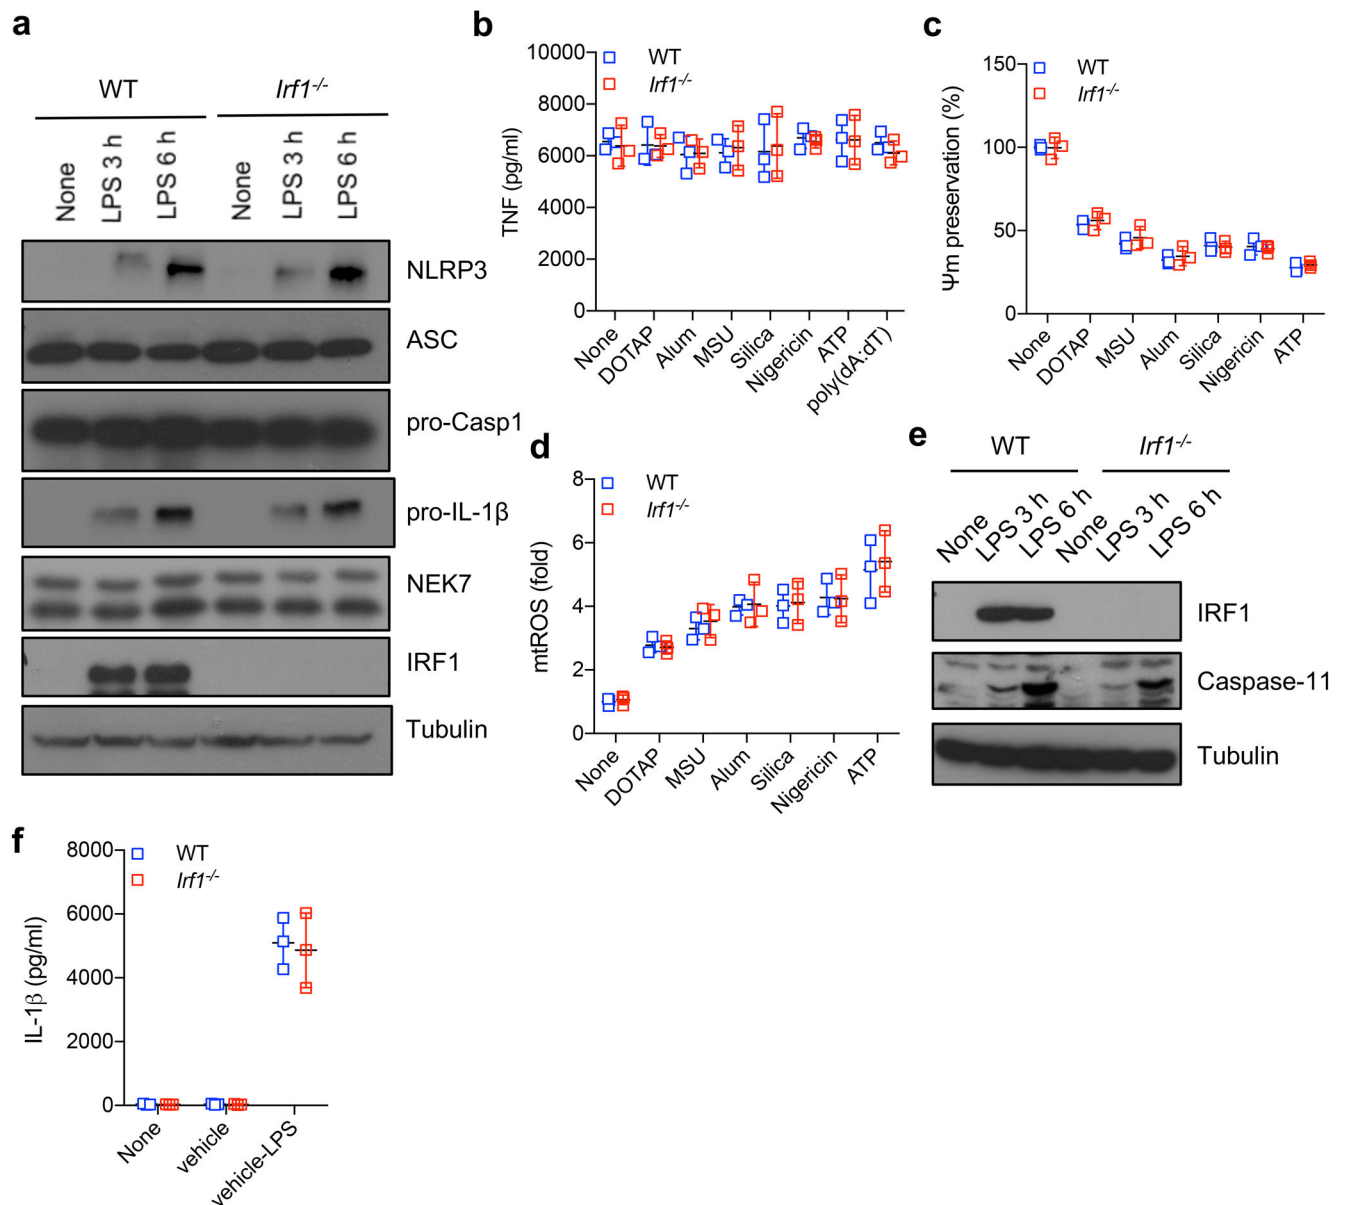 a
WT Irf1-/-
None LPS 3 h LPS 6 h None LPS 3 h LPS 6 h
NLRP3
ASC
pro-Casp1
pro-IL-1β
NEK7
IRF1
Tubulin
b
WT
Irf1-/-
TNF (pg/ml)
10000
8000
6000
4000
2000
0
None DOTAP Alum MSU Silica Nigericin ATP poly(dA:dT)
c
WT
Irf1-/-
Ψm preservation (%)
150
100
50
0
None DOTAP MSU Alum Silica Nigericin ATP
d
WT
Irf1-/-
mtROS (fold)
8
6
4
2
0
None DOTAP MSU Alum Silica Nigericin ATP
e
WT Irf1-/-
None LPS 3 h LPS 6 h None LPS 3 h LPS 6 h
IRF1
Caspase-11
Tubulin
f
WT
Irf1-/-
IL-1β (pg/ml)
8000
6000
4000
2000
0
None vehicle vehicle-LPS